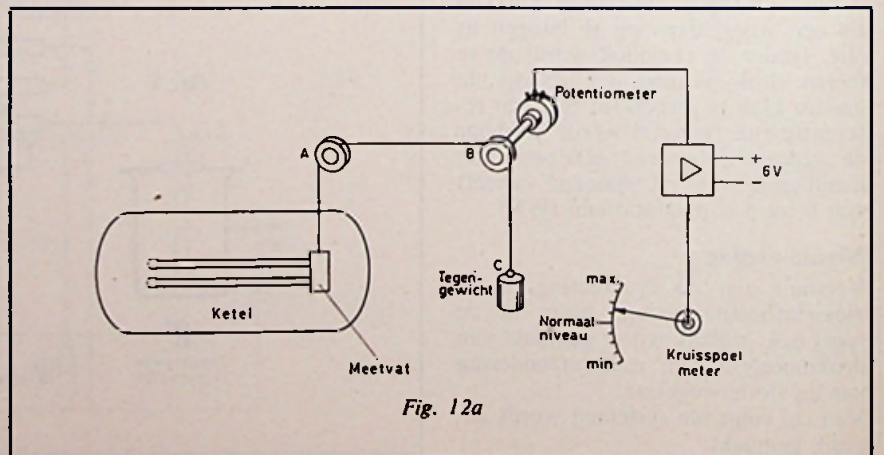 Potentiometer
A
B
+
6V
−
C
Tegen-
gewicht
max.
Normaal
niveau
min
Ketel
Kruisspoel
meter
Meetvat
Fig. 12a